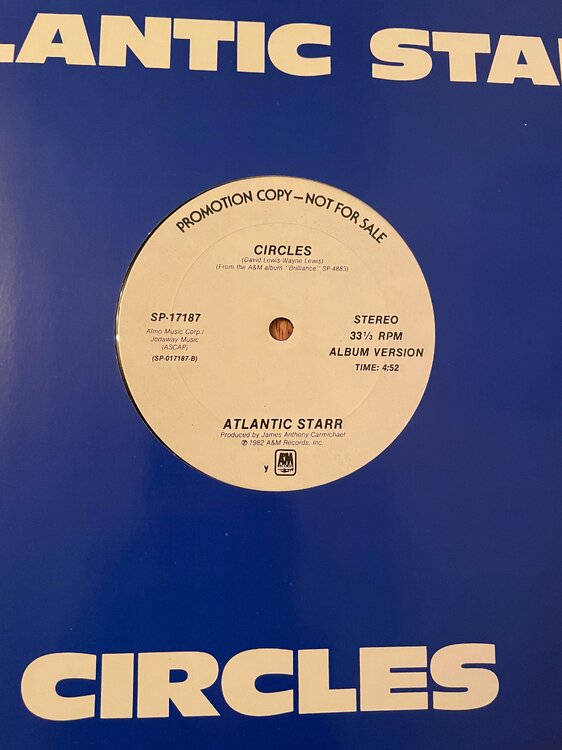 LANTIC STA
PROMOTION COPY—NOT FOR SALE
CIRCLES
(David Lewis-Wayne Lewis)
(From the A&M album "Brilliance" SP-4883)
SP-17187
Almo Music Corp./
Jodaway Music
(ASCAP)
(SP-017187-B)
STEREO
33 1/3 RPM
ALBUM VERSION
TIME: 4:52
ATLANTIC STARR
Produced by James Anthony Carmichael
℗ 1982 A&M Records, Inc.
y
A&M
CIRCLES